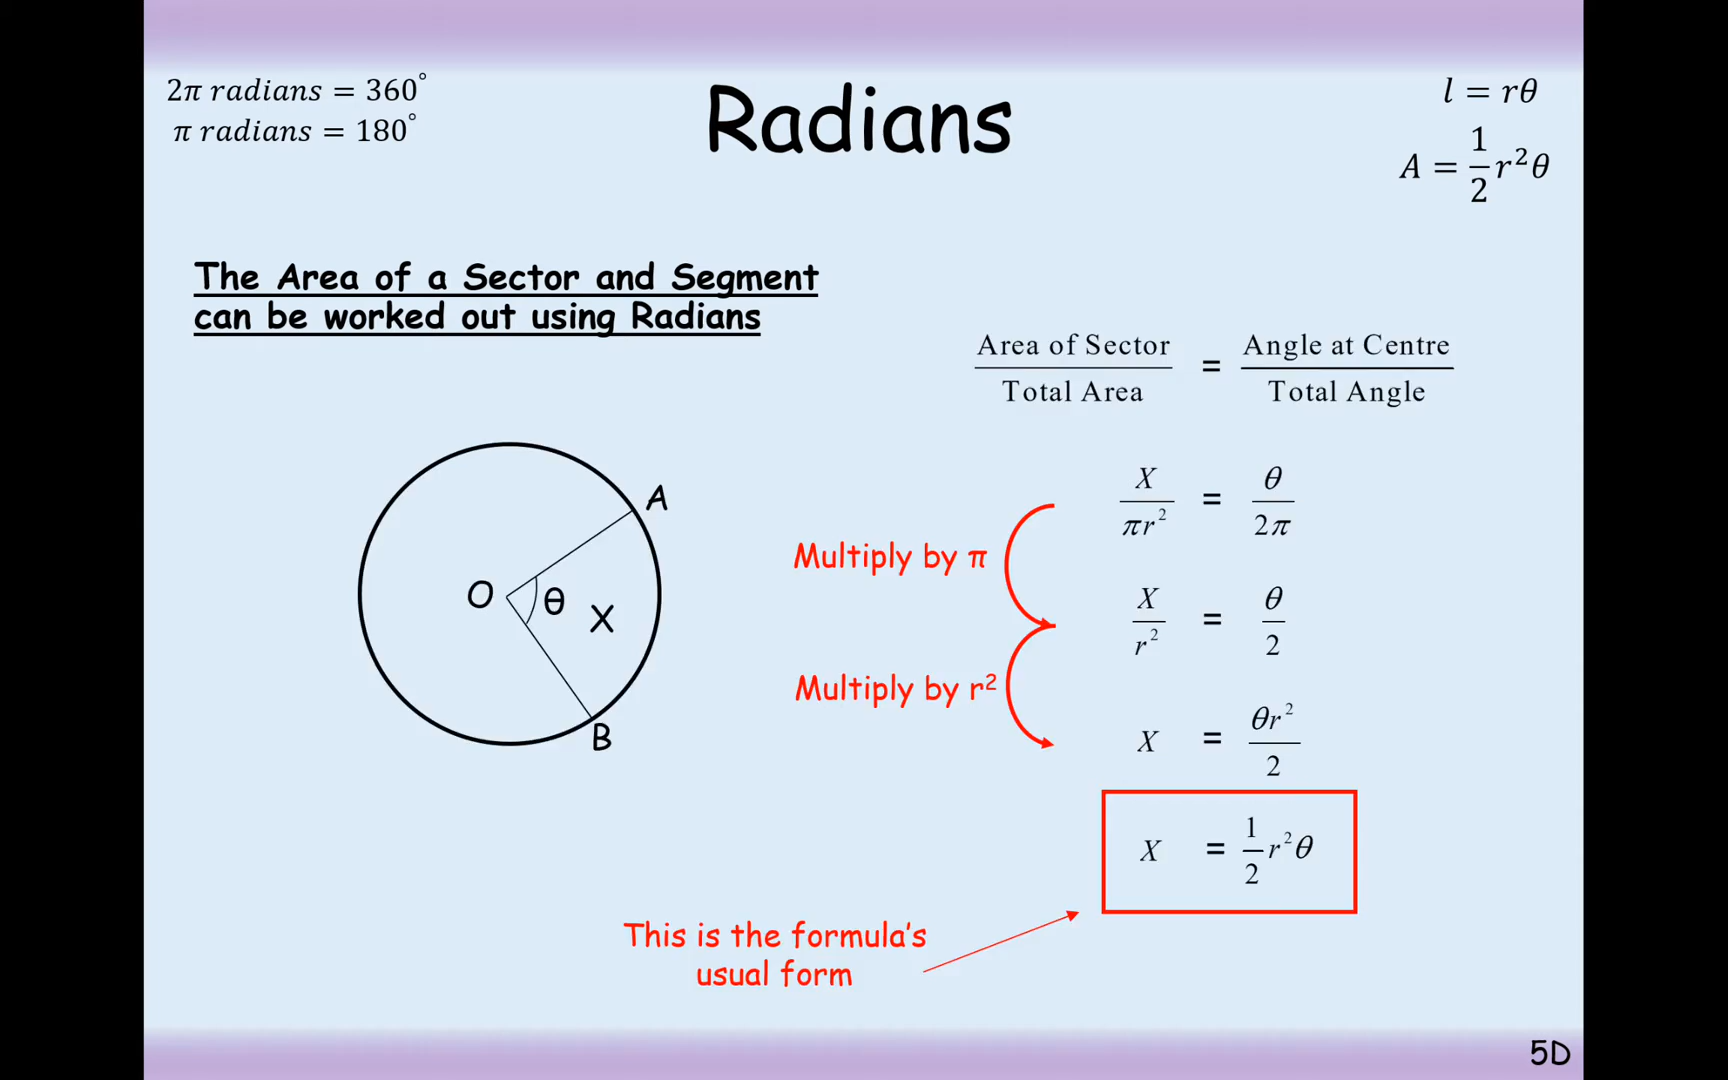 2π radians = 360°
π radians = 180°
Radians
l = rθ
A = 1/2 r²θ
The Area of a Sector and Segment
can be worked out using Radians
Area of Sector / Total Area = Angle at Centre / Total Angle
X / πr² = θ / 2π
Multiply by π
X / r² = θ / 2
Multiply by r²
X = θr² / 2
X = 1/2 r²θ
This is the formula's
usual form
A
O
θ
X
B
5D